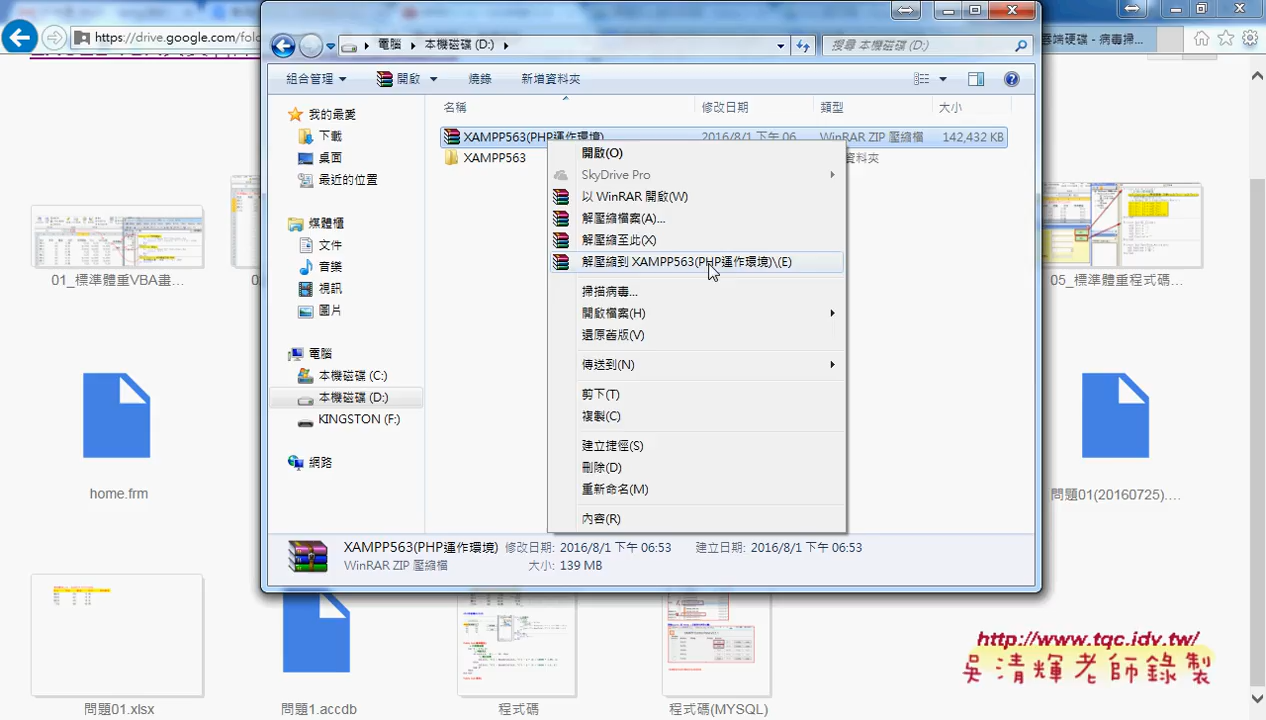 https://drive.google.com/fol
電腦 本機磁碟 (D:)
搜尋 本機磁碟 (D:)
硬碟 - 病毒掃...
組合管理 開啟 燒錄 新增資料夾
名稱 修改日期 類型 大小
我的最愛
下載
桌面
最近的位置
媒體櫃
文件
音樂
視訊
圖片
電腦
本機磁碟 (C:)
本機磁碟 (D:)
KINGSTON (F:)
網路
XAMPP563(PHP運作環境) 2016/8/1 下午 06 WinRAR ZIP 壓縮檔 142,432 KB
XAMPP563 資料夾
開啟(O)
SkyDrive Pro
以 WinRAR 開啟(W)
解壓縮檔案(A)...
解壓縮至此(X)
解壓縮到 XAMPP563(PHP運作環境)\(E)
掃描病毒...
開啟檔案(H)
還原舊版(V)
傳送到(N)
剪下(T)
複製(C)
建立捷徑(S)
刪除(D)
重新命名(M)
內容(R)
XAMPP563(PHP運作環境) 修改日期: 2016/8/1 下午 06:53 建立日期: 2016/8/1 下午 06:53
WinRAR ZIP 壓縮檔 大小: 139 MB
01_標準體重VBA畫...
05_標準體重程式碼...
home.frm
問題01(20160725)....
問題01.xlsx
問題1.accdb
程式碼
程式碼(MYSQL)
http://www.tqc.idv.tw/
吳清輝老師錄製